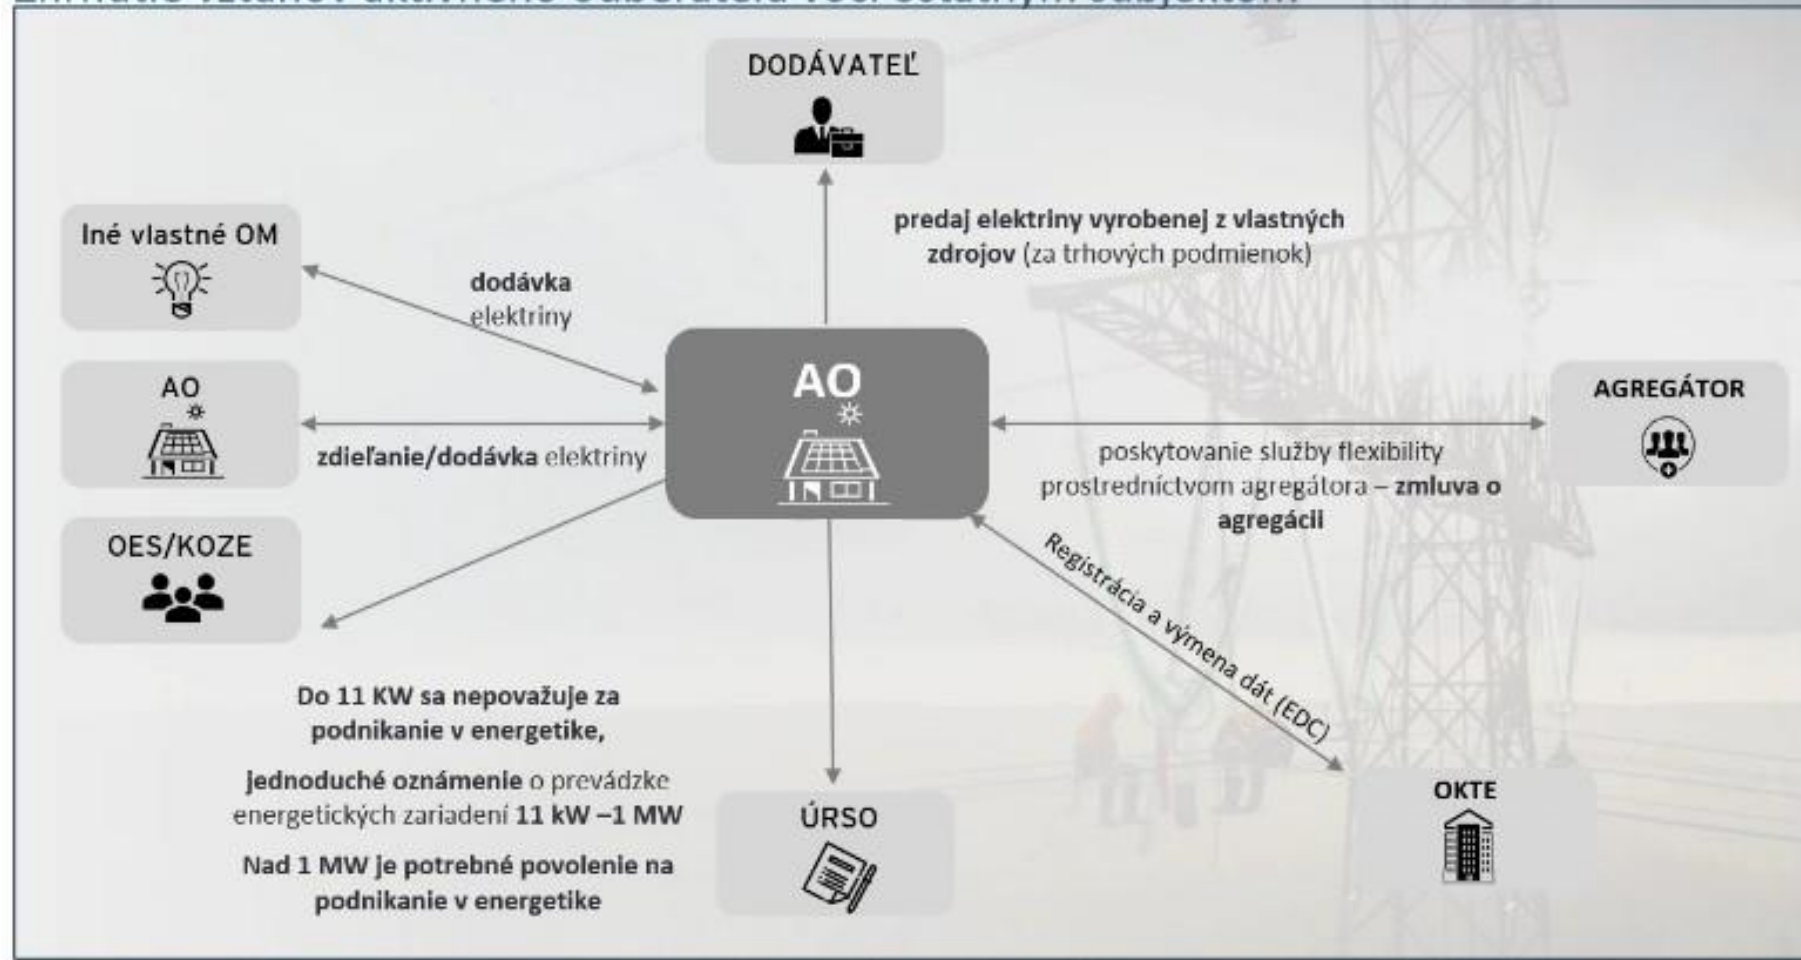 DODÁVATEĽ
predaj elektriny vyrobenej z vlastných
zdrojov (za trhových podmienok)
Iné vlastné OM
dodávka
elektriny
AO
zdieľanie/dodávka elektriny
OES/KOZE
AO
AGREGÁTOR
poskytovanie služby flexibility
prostredníctvom agregátora – zmluva o
agregácii
Registrácia a výmena dát (EDC)
OKTE
Do 11 KW sa nepovažuje za
podnikanie v energetike,
jednoduché oznámenie o prevádzke
energetických zariadení 11 kW –1 MW
Nad 1 MW je potrebné povolenie na
podnikanie v energetike
ÚRSO